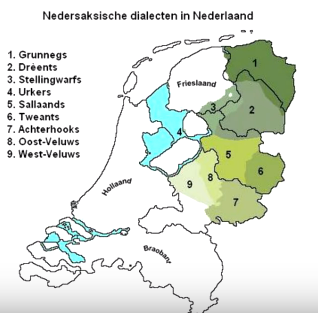 Nedersaksische dialecten in Nederlaand
1. Grunnegs
2. Dréents
3. Stellingwarfs
4. Urkers
5. Sallaands
6. Tweants
7. Achterhooks
8. Oost-Veluws
9. West-Veluws
1
Frieslaand
2
3
4
5
6
9
8
7
Hollaand
Braobant